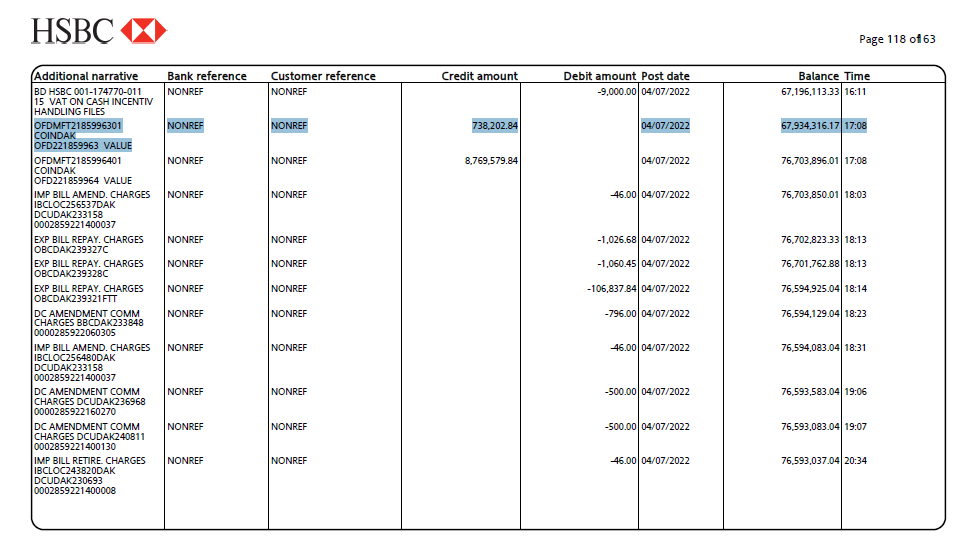 HSBC
Page 118 of 163
Additional narrative Bank reference Customer reference Credit amount Debit amount Post date Balance Time
BD HSBC 001-174770-011 NONREF NONREF -9,000.00 04/07/2022 67,196,113.33 16:11
15 VAT ON CASH INCENTIV
HANDLING FILES
OFDMFT2185996301 NONREF NONREF 738,202.84 04/07/2022 67,934,316.17 17:08
COINDAK
OFD221859963 VALUE
OFDMFT2185996401 NONREF NONREF 8,769,579.84 04/07/2022 76,703,896.01 17:08
COINDAK
OFD221859964 VALUE
IMP BILL AMEND. CHARGES NONREF NONREF -46.00 04/07/2022 76,703,850.01 18:03
IBCLOC256537DAK
DCUDAK233158
0002859221400037
EXP BILL REPAY. CHARGES NONREF NONREF -1,026.68 04/07/2022 76,702,823.33 18:13
OBCDAK239327C
EXP BILL REPAY. CHARGES NONREF NONREF -1,060.45 04/07/2022 76,701,762.88 18:13
OBCDAK239328C
EXP BILL REPAY. CHARGES NONREF NONREF -106,837.84 04/07/2022 76,594,925.04 18:14
OBCDAK239321FTT
DC AMENDMENT COMM NONREF NONREF -796.00 04/07/2022 76,594,129.04 18:23
CHARGES BBCDAK233848
0000285922060305
IMP BILL AMEND. CHARGES NONREF NONREF -46.00 04/07/2022 76,594,083.04 18:31
IBCLOC256480DAK
DCUDAK233158
0002859221400037
DC AMENDMENT COMM NONREF NONREF -500.00 04/07/2022 76,593,583.04 19:06
CHARGES DCUDAK236968
0000285922160270
DC AMENDMENT COMM NONREF NONREF -500.00 04/07/2022 76,593,083.04 19:07
CHARGES DCUDAK240811
0002859221400130
IMP BILL RETIRE. CHARGES NONREF NONREF -46.00 04/07/2022 76,593,037.04 20:34
IBCLOC243820DAK
DCUDAK230693
0002859221400008